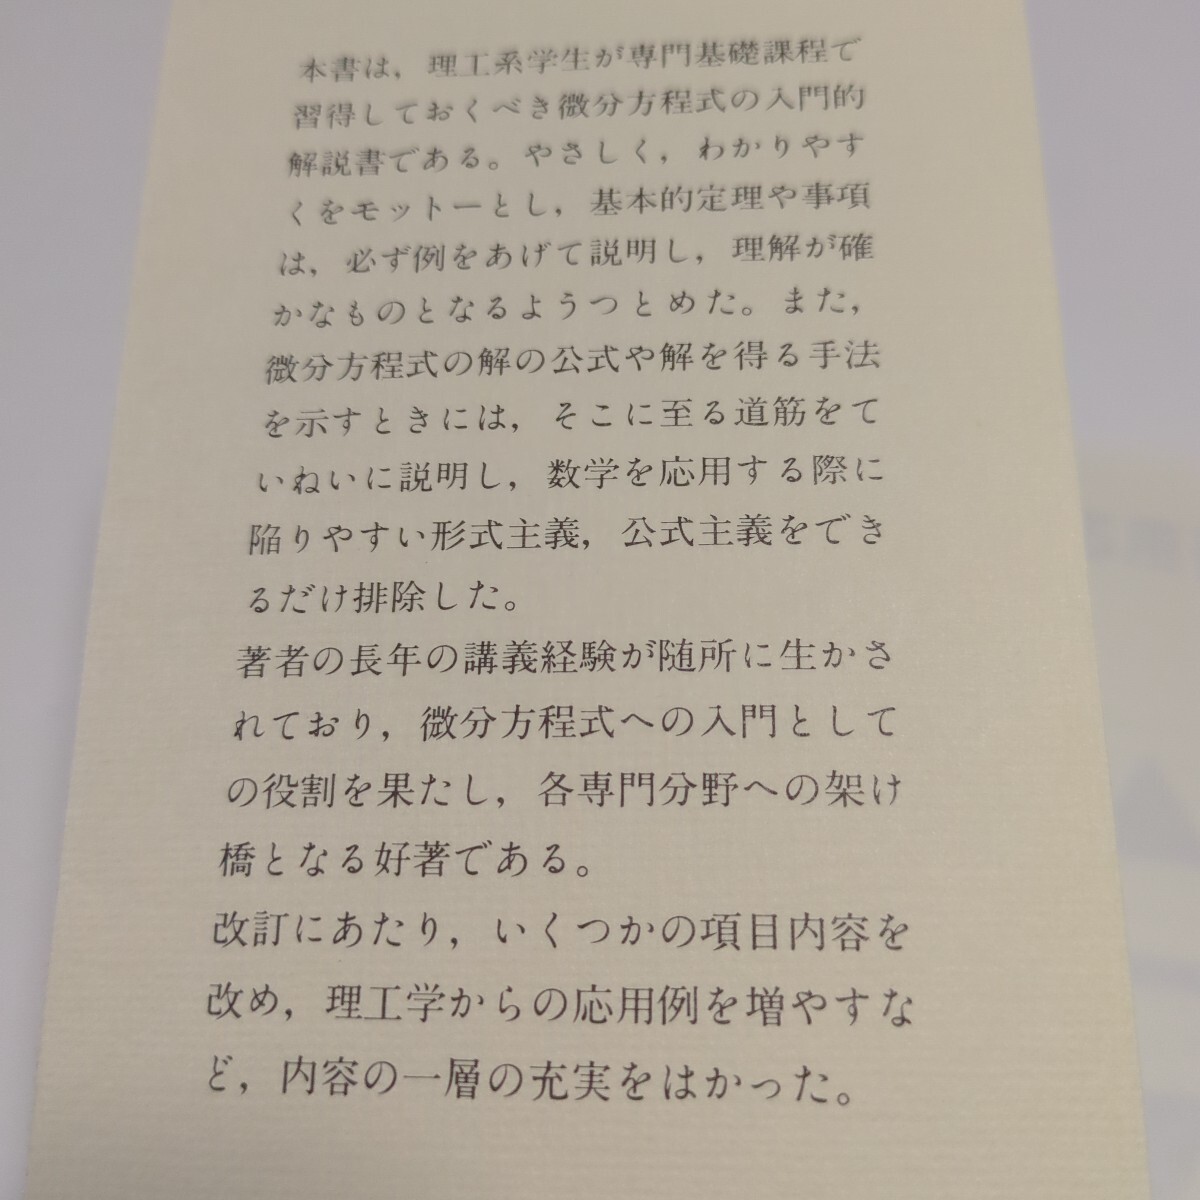 本書は，理工系学生が専門基礎課程で
習得しておくべき微分方程式の入門的
解説書である。やさしく，わかりやす
くをモットーとし，基本的定理や事項
は，必ず例をあげて説明し，理解が確
かなものとなるようつとめた。また，
微分方程式の解の公式や解を得る手法
を示すときには，そこに至る道筋をて
いねいに説明し，数学を応用する際に
陥りやすい形式主義，公式主義をでき
るだけ排除した。
著者の長年の講義経験が随所に生かさ
れており，微分方程式への入門として
の役割を果たし，各専門分野への架け
橋となる好著である。
改訂にあたり，いくつかの項目内容を
改め，理工学からの応用例を増やすな
ど，内容の一層の充実をはかった。